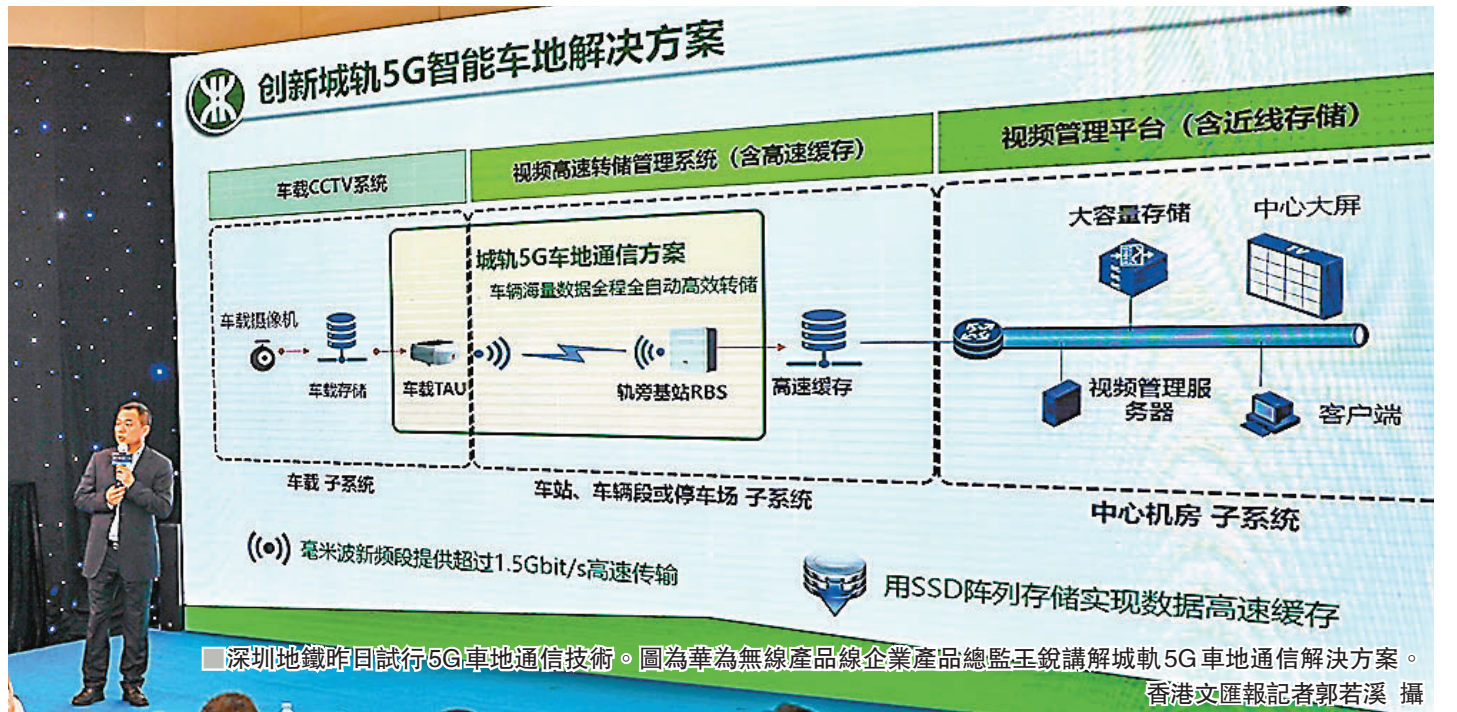 创新城轨5G智能车地解决方案
车载CCTV系统
视频高速转储管理系统（含高速缓存）
视频管理平台（含近线存储）
城轨5G车地通信方案
车辆海量数据全程全自动高效转储
大容量存储
中心大屏
车载摄像机
车载存储
车载TAU
轨旁基站RBS
高速缓存
视频管理服
务器
客户端
车载 子系统
车站、车辆段或停车场 子系统
中心机房 子系统
毫米波新频段提供超过1.5Gbit/s高速传输
用SSD阵列存储实现数据高速缓存
■深圳地鐵昨日試行5G車地通信技術。圖為華為無線產品線企業產品總監王銳講解城軌5G車地通信解決方案。
香港文匯報記者郭若溪 攝